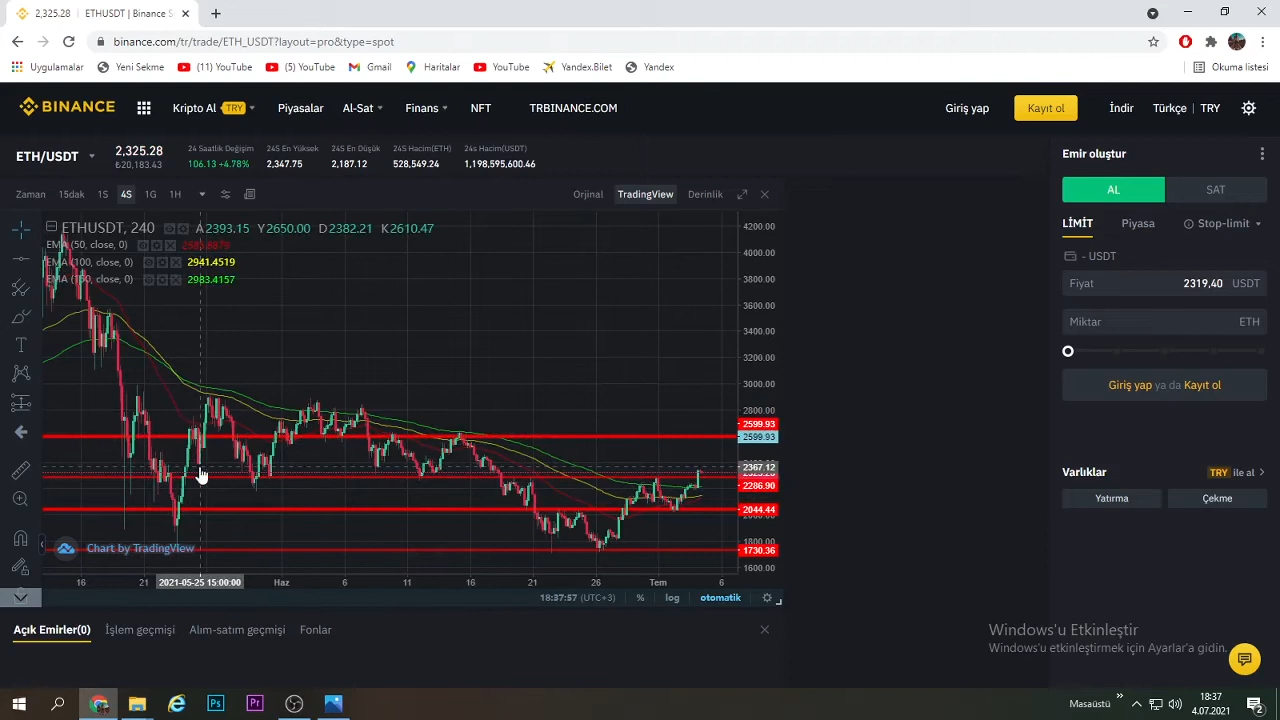 2,325.28 | ETHUSDT | Binance S
binance.com/tr/trade/ETH_USDT?layout=pro&type=spot
Uygulamalar Yeni Sekme (11) YouTube (5) YouTube Gmail Haritalar YouTube Yandex.Bilet Yandex Okuma listesi
BINANCE Kripto Al TRY Piyasalar Al-Sat Finans NFT TRBINANCE.COM Giriş yap Kayıt ol İndir Türkçe TRY
ETH/USDT 2,325.28 ₺20,183.43
24 Saatlik Değişim 24S En Yüksek 24S En Düşük 24S Hacim(ETH) 24s Hacim(USDT)
106.13 +4.78% 2,347.75 2,187.12 528,549.24 1,198,595,600.46
Zaman 15dak 1S 4S 1G 1H Orjinal TradingView Derinlik
ETHUSDT, 240 A2393.15 Y2650.00 D2382.21 K2610.47
EMA (50, close, 0)
EMA (100, close, 0) 2941.4519
EMA (150, close, 0) 2983.4157
4200.00
4000.00
3800.00
3600.00
3400.00
3200.00
3000.00
2800.00
2599.93
2599.93
2367.12
2286.90
2044.44
1800.00
1730.36
1600.00
Chart by TradingView
16 21 2021-05-25 15:00:00 Haz 6 11 16 21 26 Tem 6
18:37:57 (UTC+3) % log otomatik
Açık Emirler(0) İşlem geçmişi Alım-satım geçmişi Fonlar
Emir oluştur
AL SAT
LİMİT Piyasa Stop-limit
- USDT
Fiyat 2319,40 USDT
Miktar ETH
Giriş yap ya da Kayıt ol
Varlıklar TRY ile al
Yatırma Çekme
Windows'u Etkinleştir
Windows'u etkinleştirmek için Ayarlar'a gidin.
Ps Pr Masaüstü 18:37
4.07.2021 2